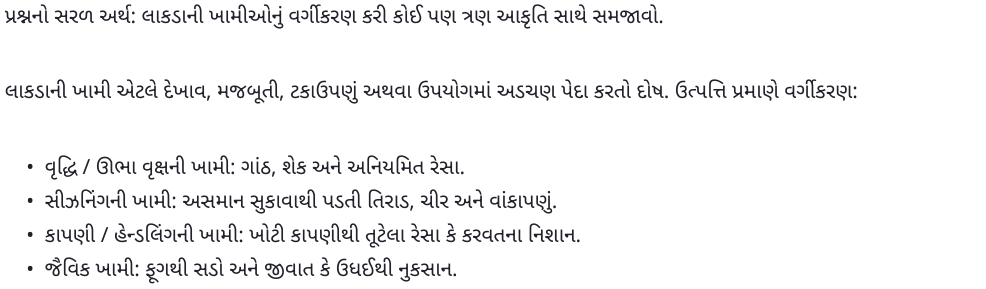 પ્રશ્નનો સરળ અર્થ: લાકડાની ખામીઓનું વર્ગીકરણ કરી કોઈ પણ ત્રણ આકૃતિ સાથે સમજાવો.
લાકડાની ખામી એટલે દેખાવ, મજબૂતી, ટકાઉપણું અથવા ઉપયોગમાં અડચણ પેદા કરતો દોષ. ઉત્પત્તિ પ્રમાણે વર્ગીકરણ:
• વૃદ્ધિ / ઊભા વૃક્ષની ખામી: ગાંઠ, શેક અને અનિયમિત રેસા.
• સીઝનિંગની ખામી: અસમાન સુકાવાથી પડતી તિરાડ, ચીર અને વાંકાપણું.
• કાપણી / હેન્ડલિંગની ખામી: ખોટી કાપણીથી તૂટેલા રેસા કે કરવતના નિશાન.
• જૈવિક ખામી: ફૂગથી સડો અને જીવાત કે ઉધઈથી નુકસાન.